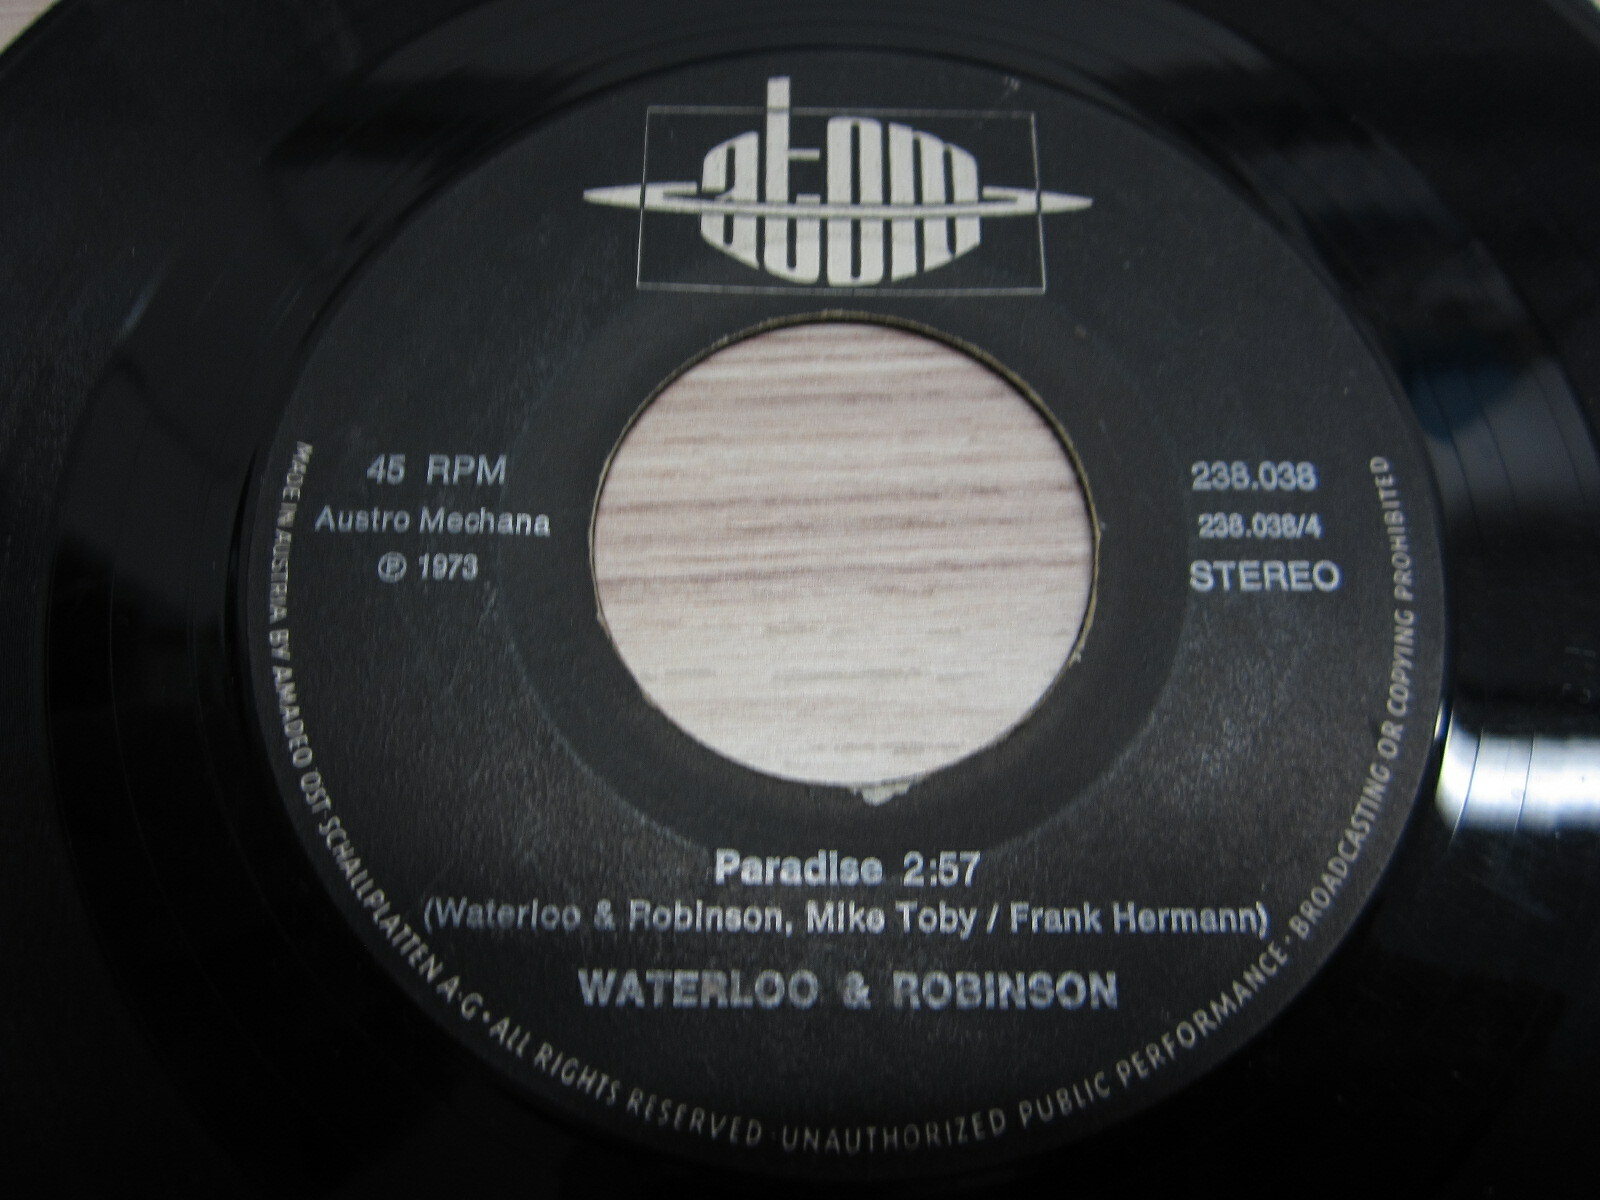 atom
45 RPM
Austro Mechana
℗ 1973
238.038
238.038/4
STEREO
Paradise 2:57
(Waterloo & Robinson, Mike Toby / Frank Hermann)
WATERLOO & ROBINSON
MADE IN AUSTRIA BY AMADEO ÖST. SCHALLPLATTEN A·G · ALL RIGHTS RESERVED · UNAUTHORIZED PUBLIC PERFORMANCE · BROADCASTING OR COPYING PROHIBITED